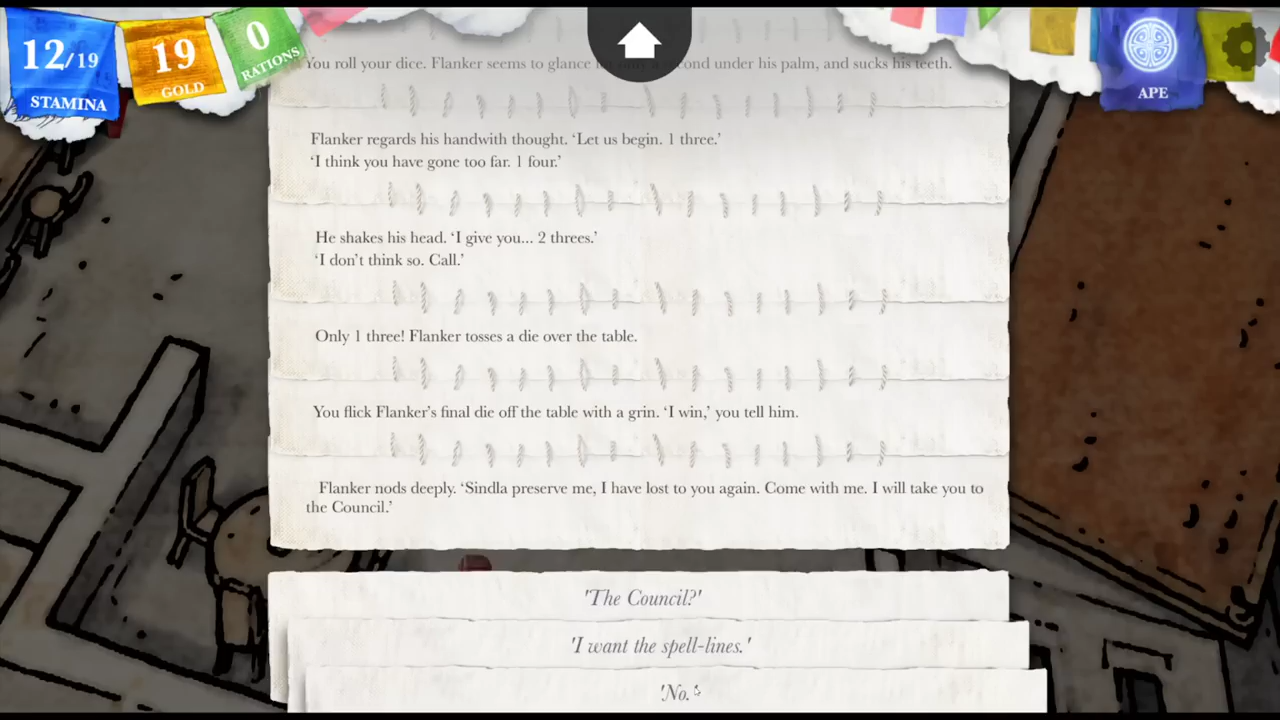 12/19
STAMINA
19
GOLD
0
RATIONS
APE
You roll your dice. Flanker seems to glance for only a second under his palm, and sucks his teeth.
Flanker regards his handwith thought. ‘Let us begin. 1 three.’
‘I think you have gone too far. 1 four.’
He shakes his head. ‘I give you... 2 threes.’
‘I don’t think so. Call.’
Only 1 three! Flanker tosses a die over the table.
You flick Flanker’s final die off the table with a grin. ‘I win,’ you tell him.
Flanker nods deeply. ‘Sindla preserve me, I have lost to you again. Come with me. I will take you to
the Council.’
'The Council?'
'I want the spell-lines.'
'No.'